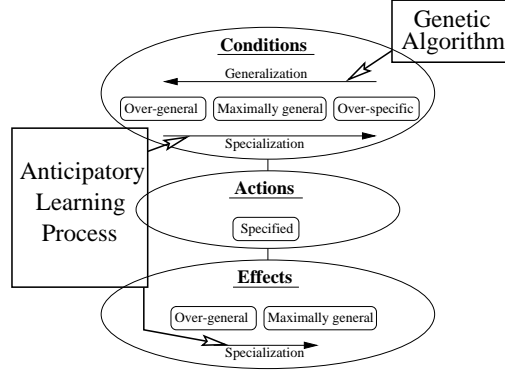 Genetic
Algorithm
Conditions
Generalization
Over-general
Maximally general
Over-specific
Specialization
Anticipatory
Learning
Process
Actions
Specified
Effects
Over-general
Maximally general
Specialization